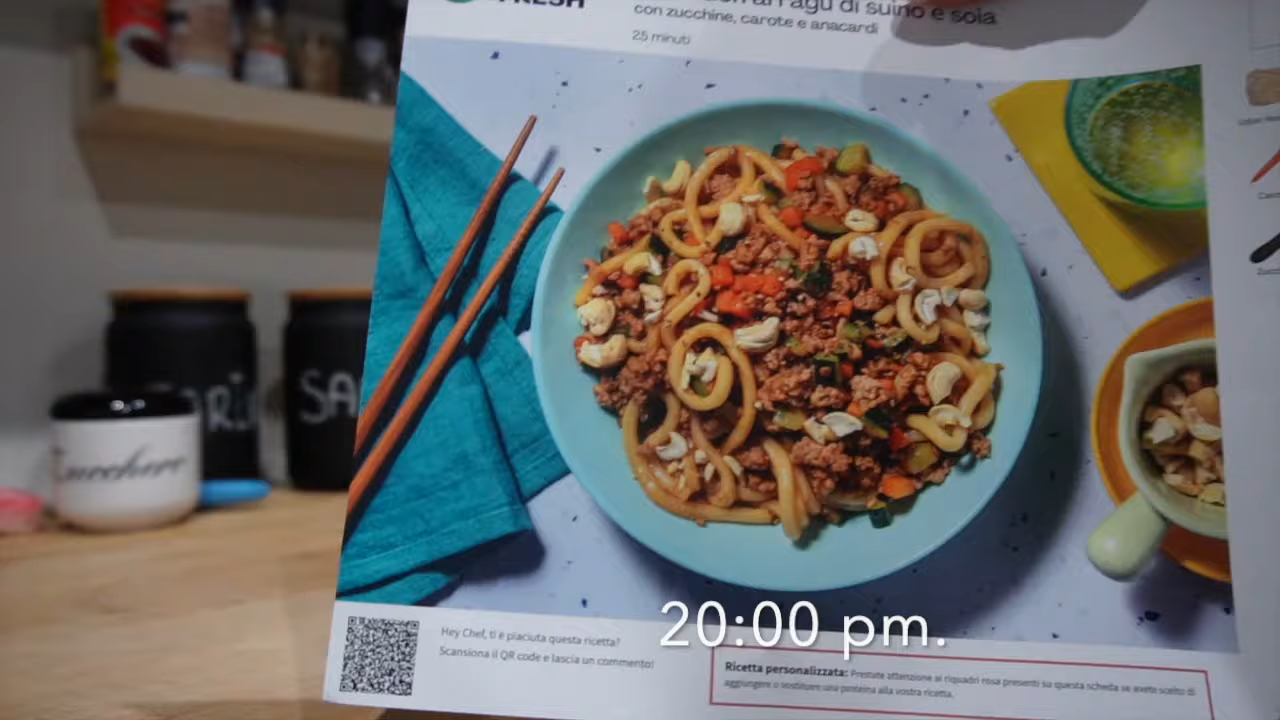 FRESH
ragù di suino e soia
con zucchine, carote e anacardi
25 minuti
Zucchero
SA
20:00 pm.
Hey Chef, ti è piaciuta questa ricetta?
Scansiona il QR code e lascia un commento!
Ricetta personalizzata: Prestate attenzione ai riquadri rosa presenti su questa scheda se avete scelto di
aggiungere o sostituire una proteina alla vostra ricetta.